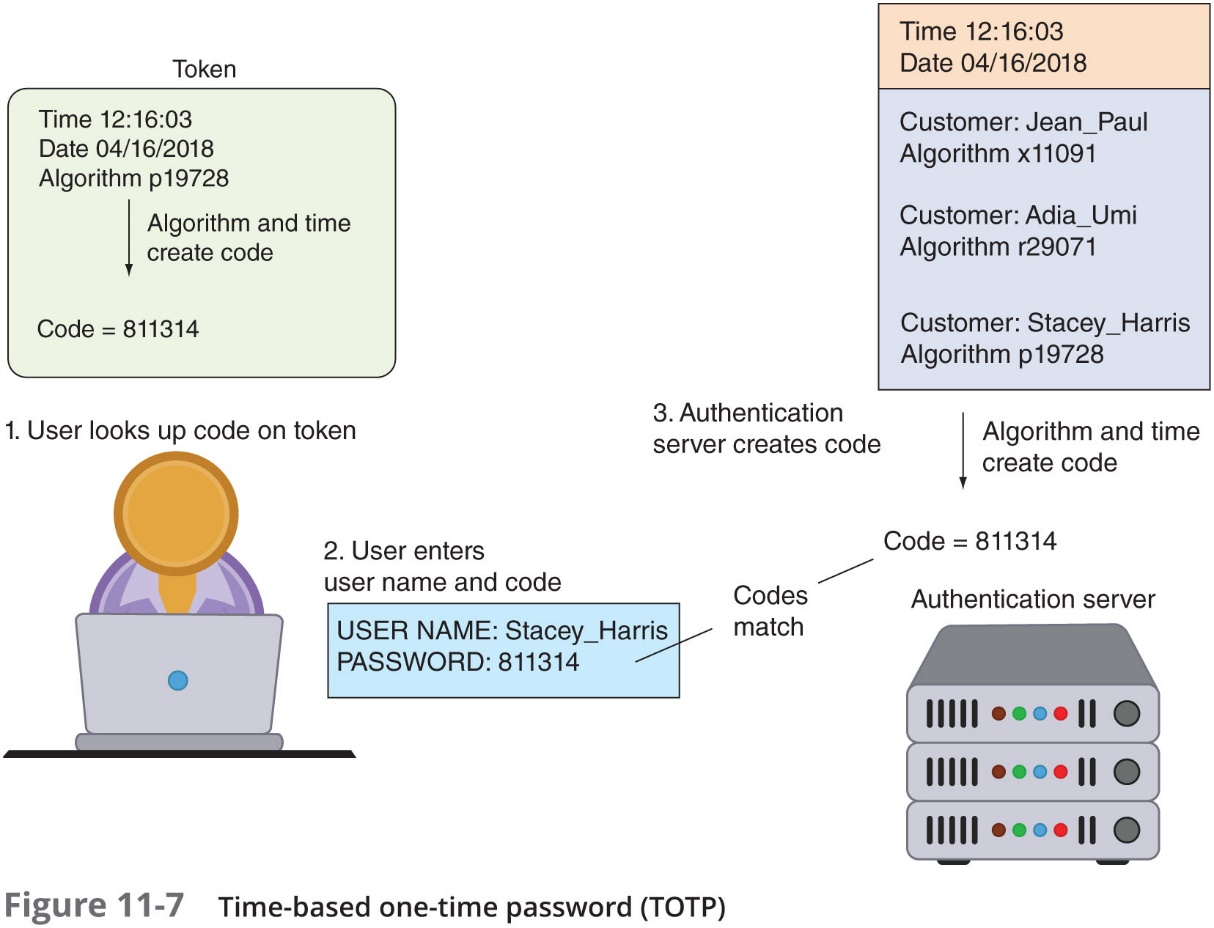 Token
Time 12:16:03
Date 04/16/2018
Algorithm p19728
Algorithm and time
create code
Code = 811314
1. User looks up code on token
2. User enters
user name and code
USER NAME: Stacey_Harris
PASSWORD: 811314
Time 12:16:03
Date 04/16/2018
Customer: Jean_Paul
Algorithm x11091
Customer: Adia_Umi
Algorithm r29071
Customer: Stacey_Harris
Algorithm p19728
3. Authentication
server creates code
Algorithm and time
create code
Code = 811314
Codes
match
Authentication server
Figure 11-7 Time-based one-time password (TOTP)